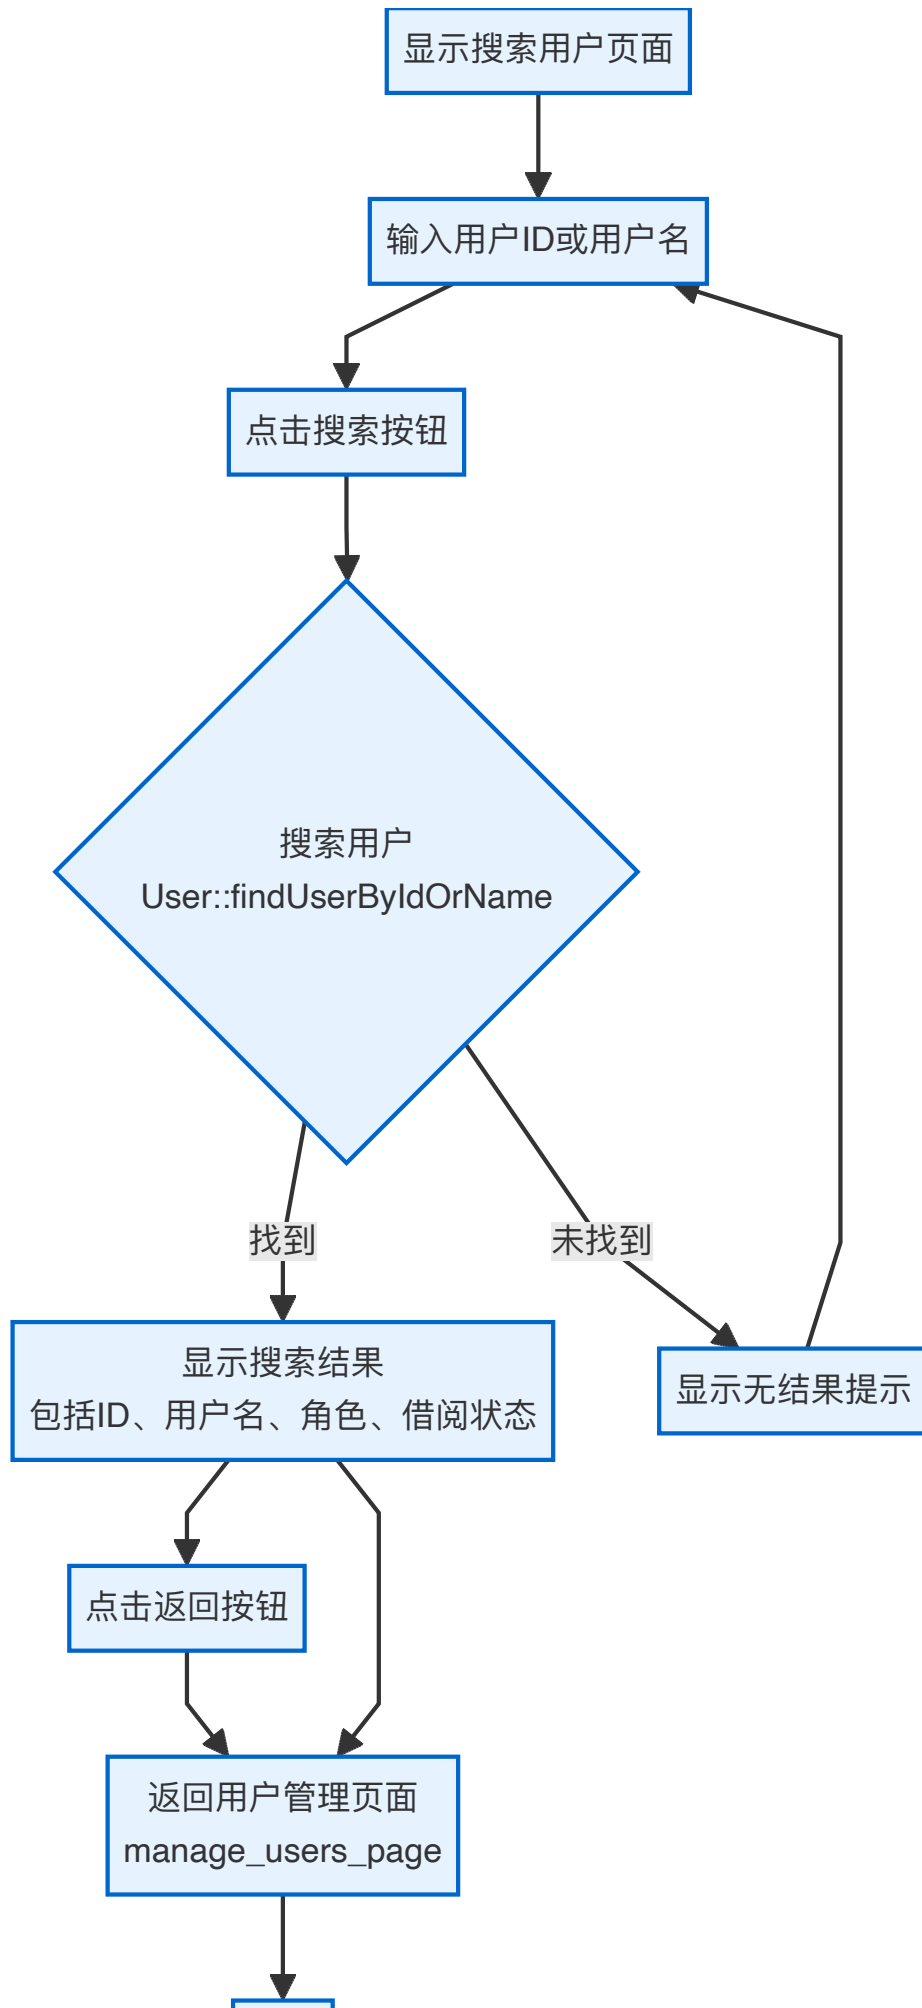 显示搜索用户页面
输入用户ID或用户名
点击搜索按钮
搜索用户
User::findUserByIdOrName
找到
未找到
显示搜索结果
包括ID、用户名、角色、借阅状态
显示无结果提示
点击返回按钮
返回用户管理页面
manage_users_page